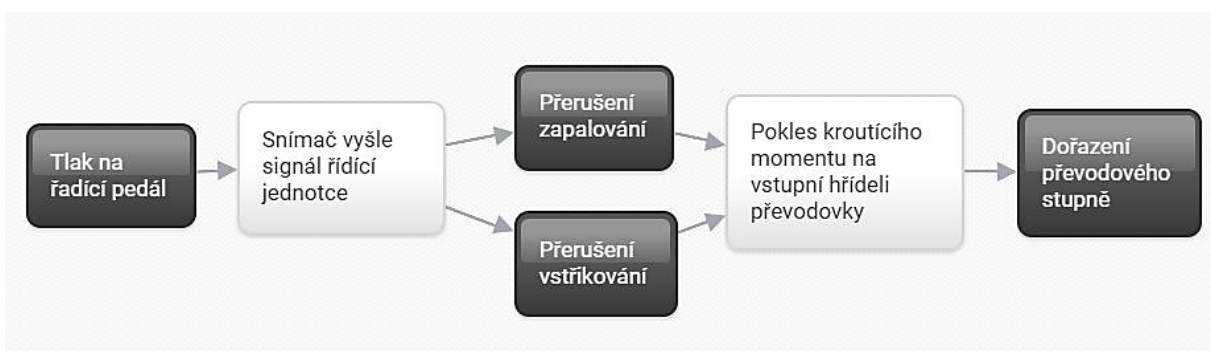 Tlak na
řadící pedál
Snímač vyšle
signál řídící
jednotce
Přerušení
zapalování
Přerušení
vstřikování
Pokles kroutícího
momentu na
vstupní hřídeli
převodovky
Dořazení
převodového
stupně